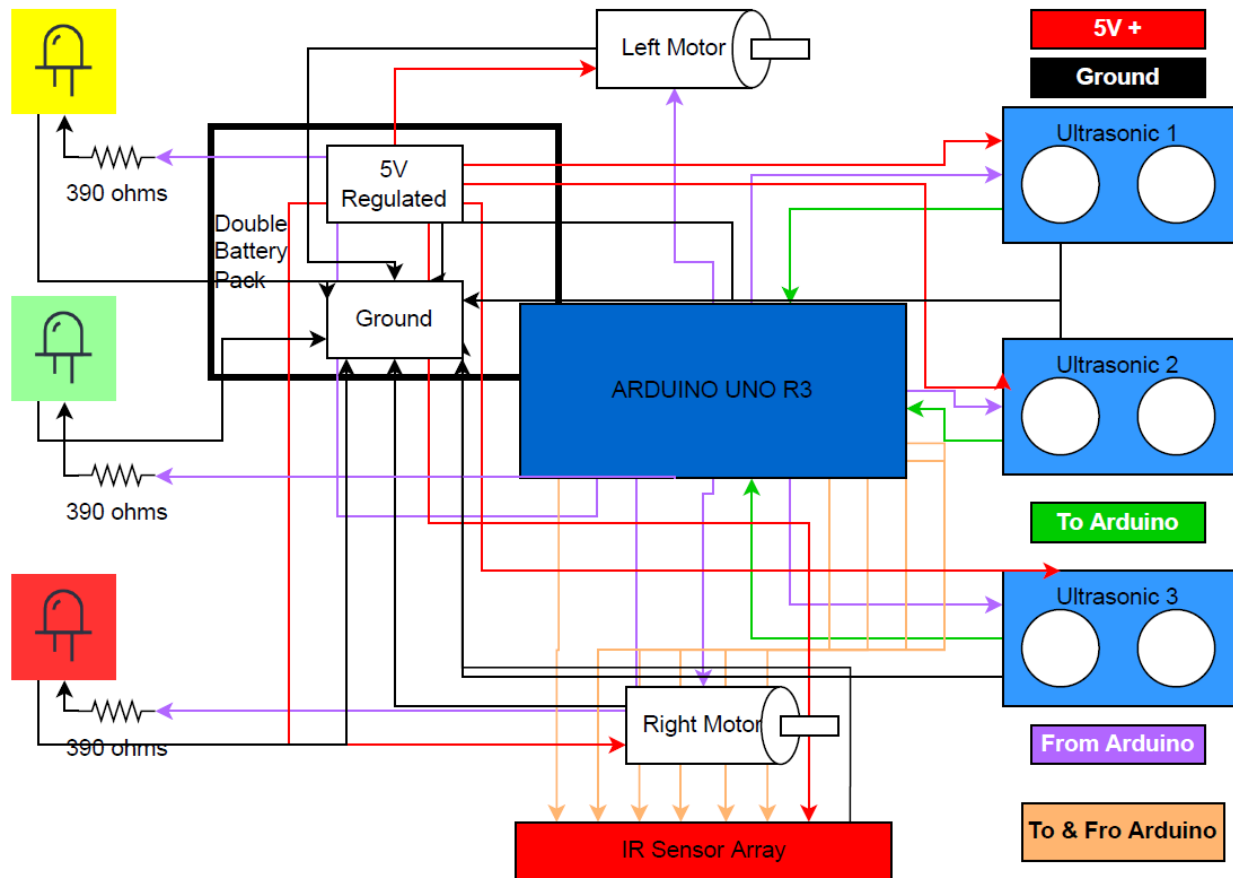 Left Motor
5V +
Ground
Ultrasonic 1
5V
Regulated
390 ohms
Double
Battery
Pack
Ground
ARDUINO UNO R3
Ultrasonic 2
390 ohms
To Arduino
Ultrasonic 3
Right Motor
From Arduino
390 ohms
To & Fro Arduino
IR Sensor Array